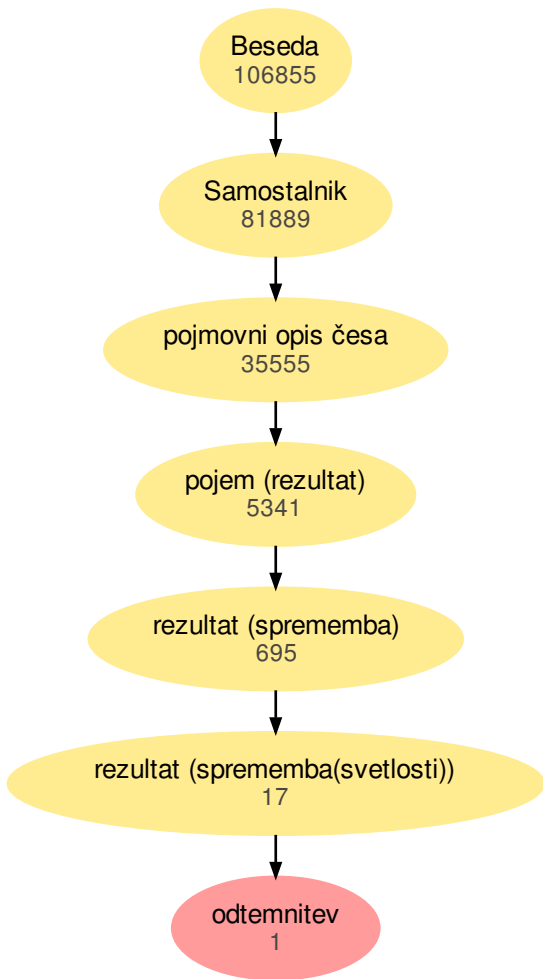 Beseda
106855
Samostalnik
81889
pojmovni opis česa
35555
pojem (rezultat)
5341
rezultat (sprememba)
695
rezultat (sprememba(svetlosti))
17
odtemnitev
1